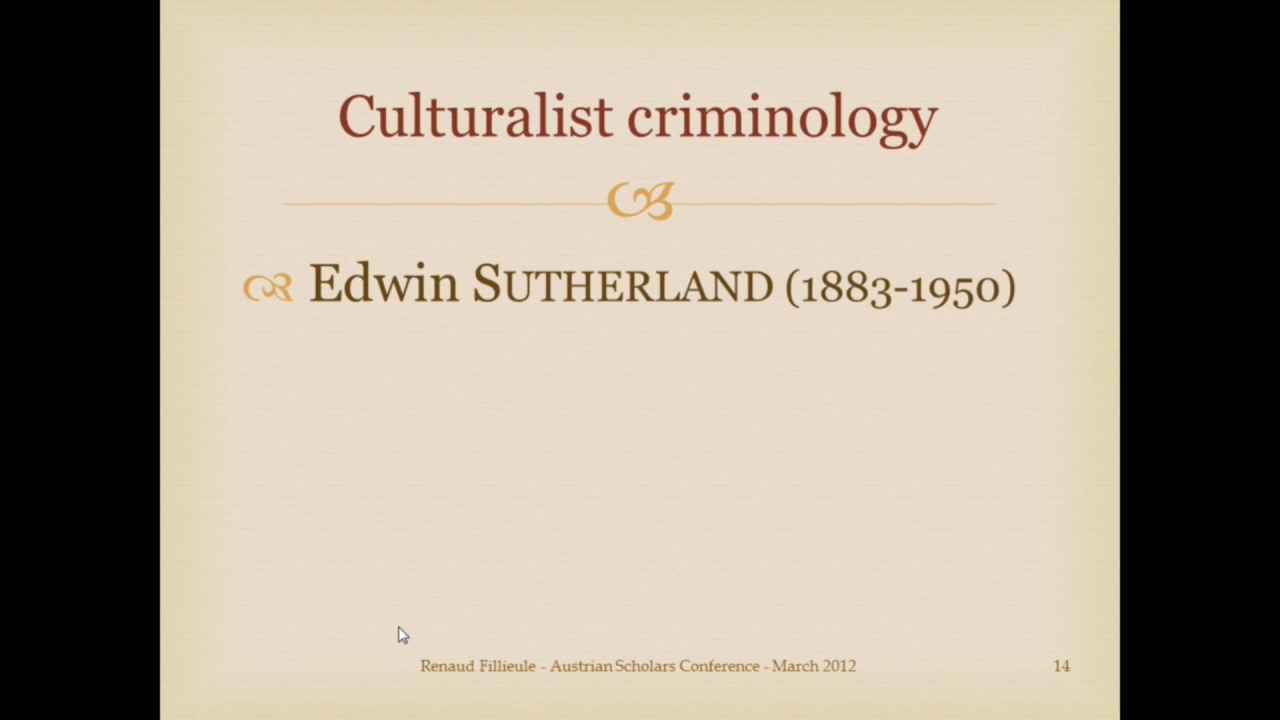 Culturalist criminology
Edwin SUTHERLAND (1883-1950)
Renaud Fillieule - Austrian Scholars Conference - March 2012
14